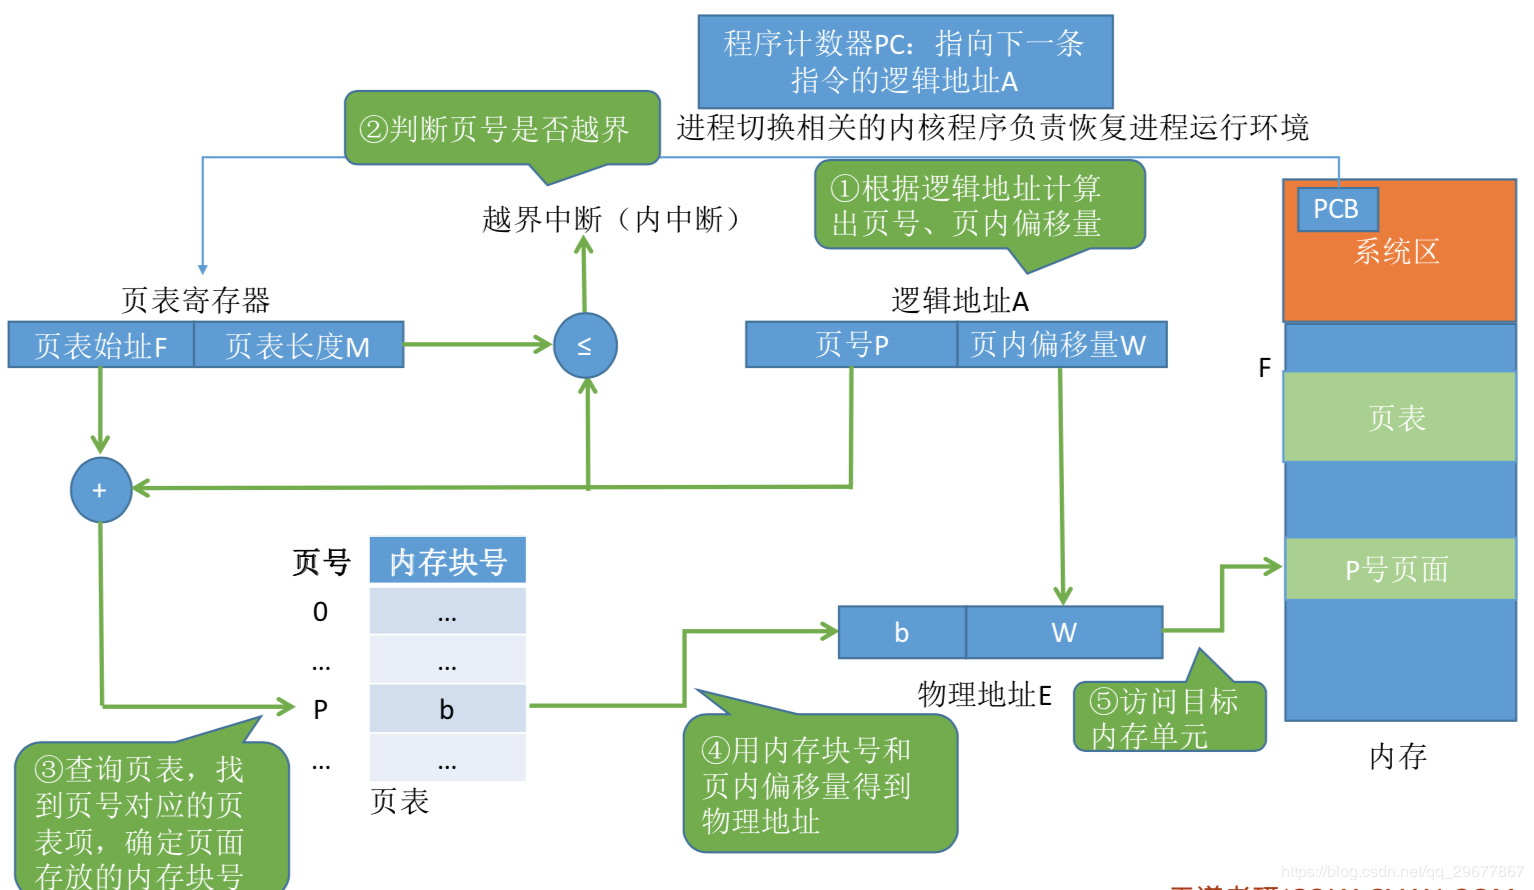 程序计数器PC：指向下一条
指令的逻辑地址A
②判断页号是否越界
进程切换相关的内核程序负责恢复进程运行环境
①根据逻辑地址计算
出页号、页内偏移量
PCB
系统区
越界中断（内中断）
页表寄存器
逻辑地址A
页表始址F
页表长度M
≤
页号P
页内偏移量W
F
页表
+
页号
内存块号
0
...
...
...
P
b
...
...
页表
P号页面
b
W
物理地址E
⑤访问目标
内存单元
内存
③查询页表，找
到页号对应的页
表项，确定页面
存放的内存块号
④用内存块号和
页内偏移量得到
物理地址
https://blog.csdn.net/qq_29677867